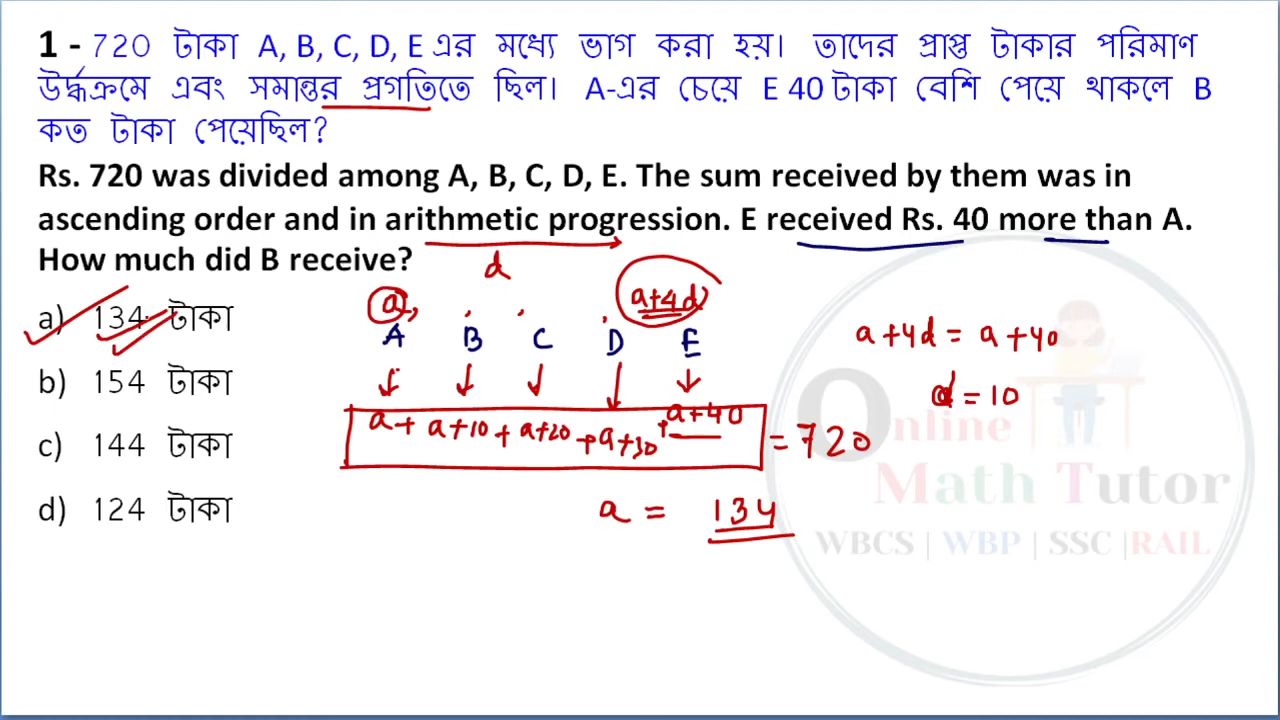 1 - 720 টাকা A, B, C, D, E এর মধ্যে ভাগ করা হয়। তাদের প্রাপ্ত টাকার পরিমাণ
উর্দ্ধক্রমে এবং সমান্তর প্রগতিতে ছিল। A-এর চেয়ে E 40 টাকা বেশি পেয়ে থাকলে B
কত টাকা পেয়েছিল?
Rs. 720 was divided among A, B, C, D, E. The sum received by them was in
ascending order and in arithmetic progression. E received Rs. 40 more than A.
How much did B receive?
d
a) 134 টাকা
a, a+4d
A B C D E
a+4d = a+40
b) 154 টাকা
d = 10
c) 144 টাকা
a + a+10 + a+20 + a+30 + a+40 = 720
d) 124 টাকা
a = 134
Online
Math Tutor
WBCS | WBP | SSC |RAIL